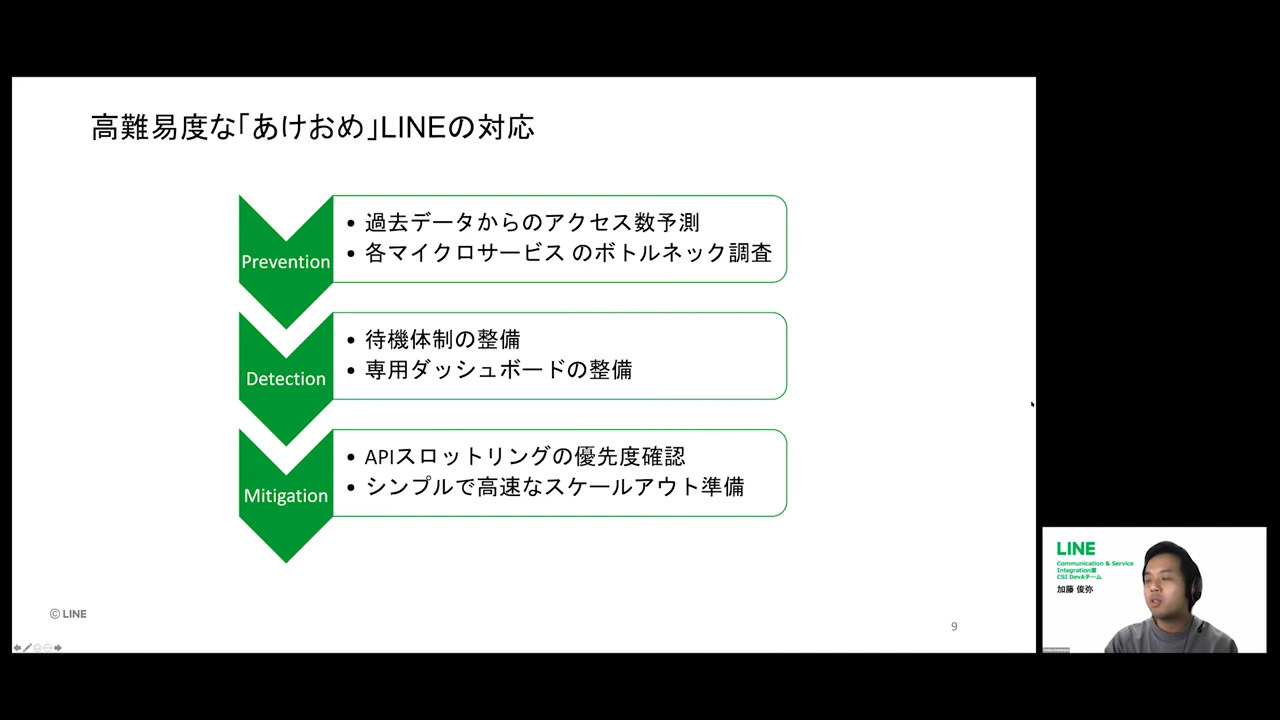 高難易度な「あけおめ」LINEの対応
Prevention
• 過去データからのアクセス数予測
• 各マイクロサービス のボトルネック調査
Detection
• 待機体制の整備
• 専用ダッシュボードの整備
Mitigation
• APIスロットリングの優先度確認
• シンプルで高速なスケールアウト準備
© LINE
9
LINE
Communication & Service
Integration室
CSI DevAチーム
加藤 俊弥